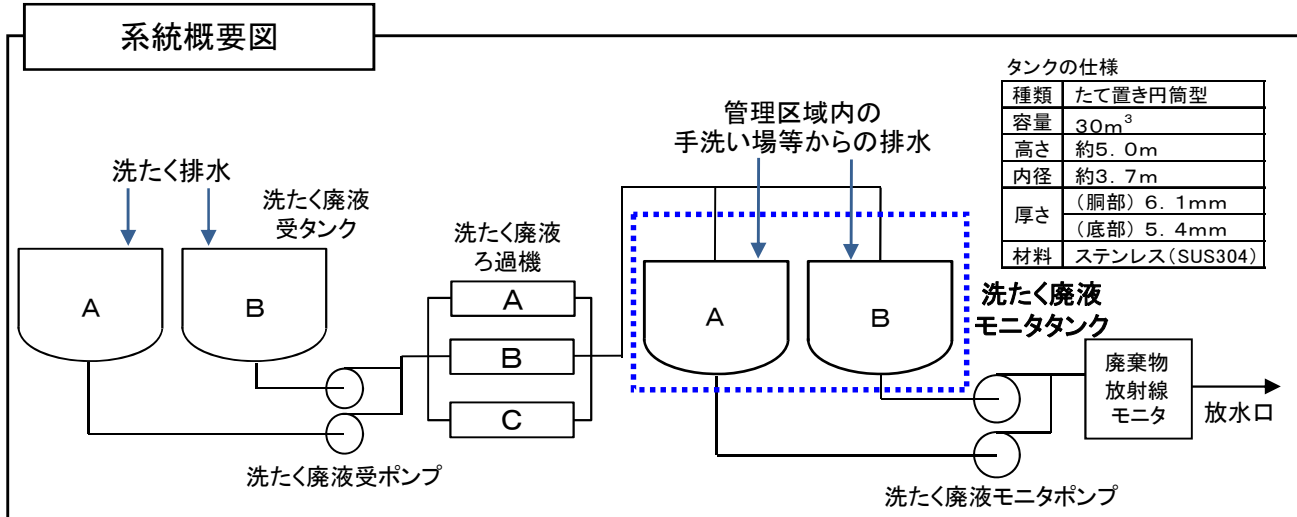 系統概要図
タンクの仕様
種類 たて置き円筒型
容量 30m³
高さ 約5．0m
内径 約3．7m
厚さ (胴部) 6．1mm
(底部) 5．4mm
材料 ステンレス(SUS304)
洗たく排水
洗たく廃液
受タンク
A
B
洗たく廃液
ろ過機
A
B
C
洗たく廃液受ポンプ
管理区域内の
手洗い場等からの排水
A
B
洗たく廃液
モニタタンク
廃棄物
放射線
モニタ
放水口
洗たく廃液モニタポンプ